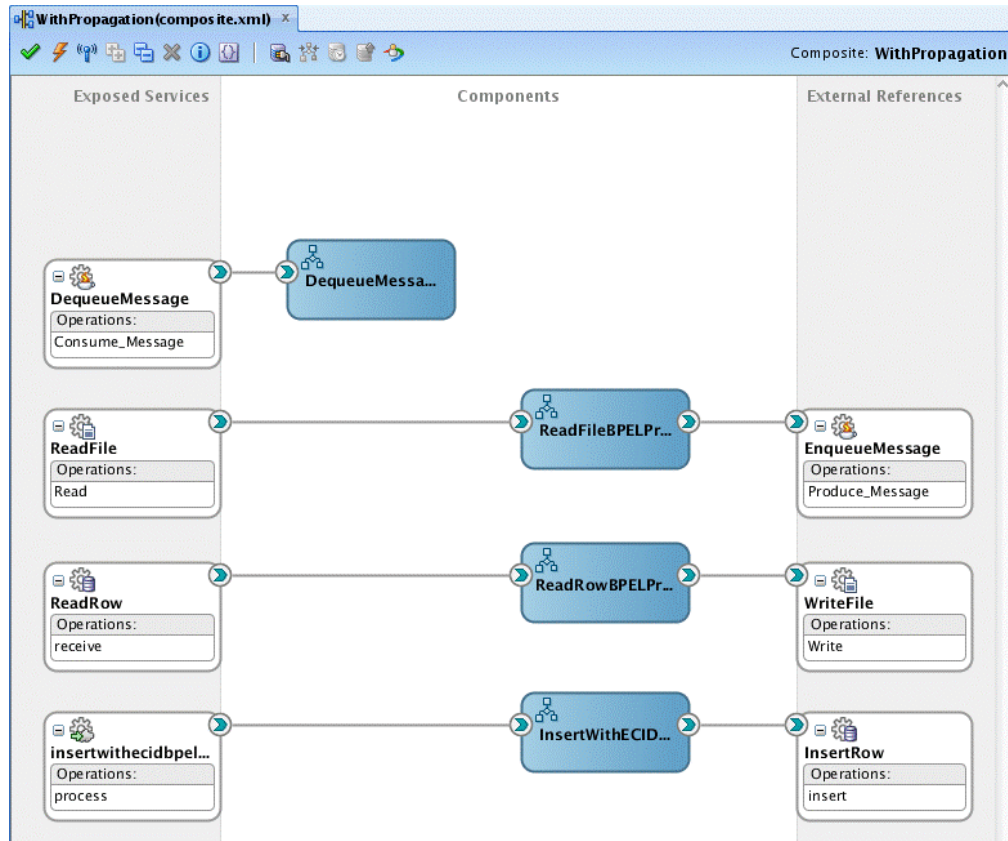 WithPropagation(composite.xml) x
Composite: WithPropagation
Exposed Services
Components
External References
DequeueMessage
Operations:
Consume_Message
DequeueMessa...
ReadFile
Operations:
Read
ReadFileBPELPr...
EnqueueMessage
Operations:
Produce_Message
ReadRow
Operations:
receive
ReadRowBPELPr...
WriteFile
Operations:
Write
insertwithecidbpel...
Operations:
process
InsertWithECID...
InsertRow
Operations:
insert